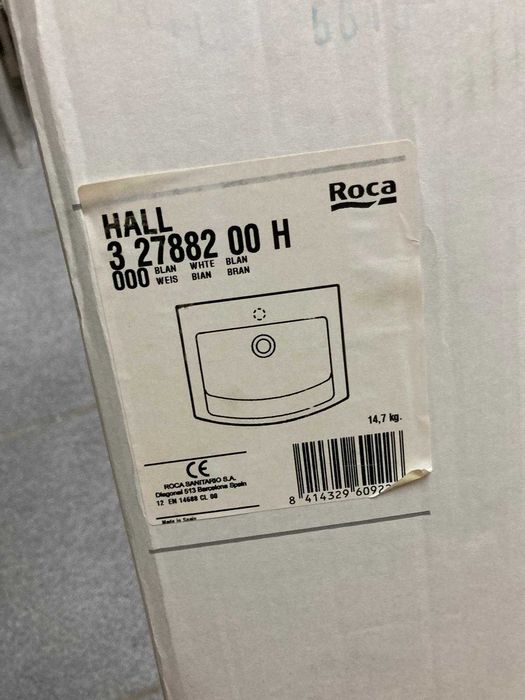 Roca
HALL
3 27882 00 H
000 BLAN WHTE BLAN
WEIS BIAN BRAN
14,7 kg.
CE
ROCA SANITARIO S.A.
Diagonal 513 Barcelona Spain
12 EN 14688 CL 00
Made in Spain
8 414329 6092